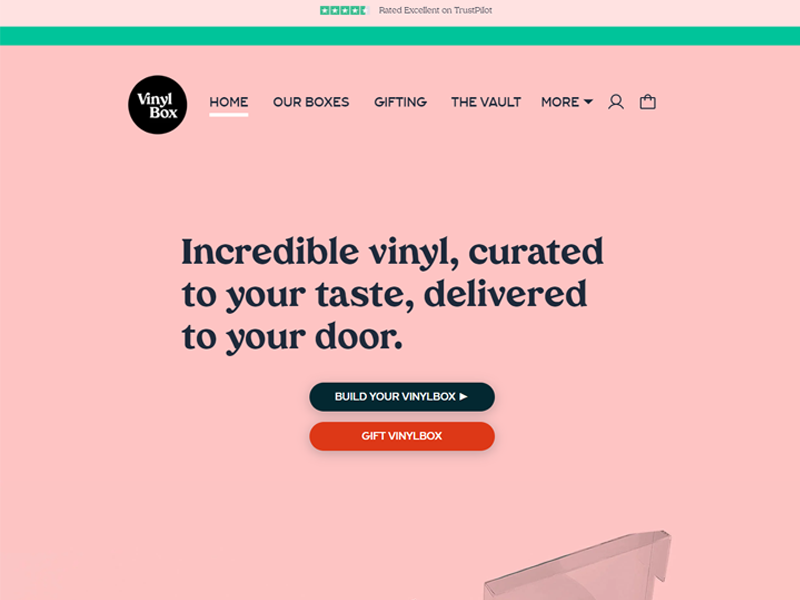 Rated Excellent on TrustPilot
Vinyl
Box
HOME
OUR BOXES
GIFTING
THE VAULT
MORE
Incredible vinyl, curated
to your taste, delivered
to your door.
BUILD YOUR VINYLBOX ►
GIFT VINYLBOX